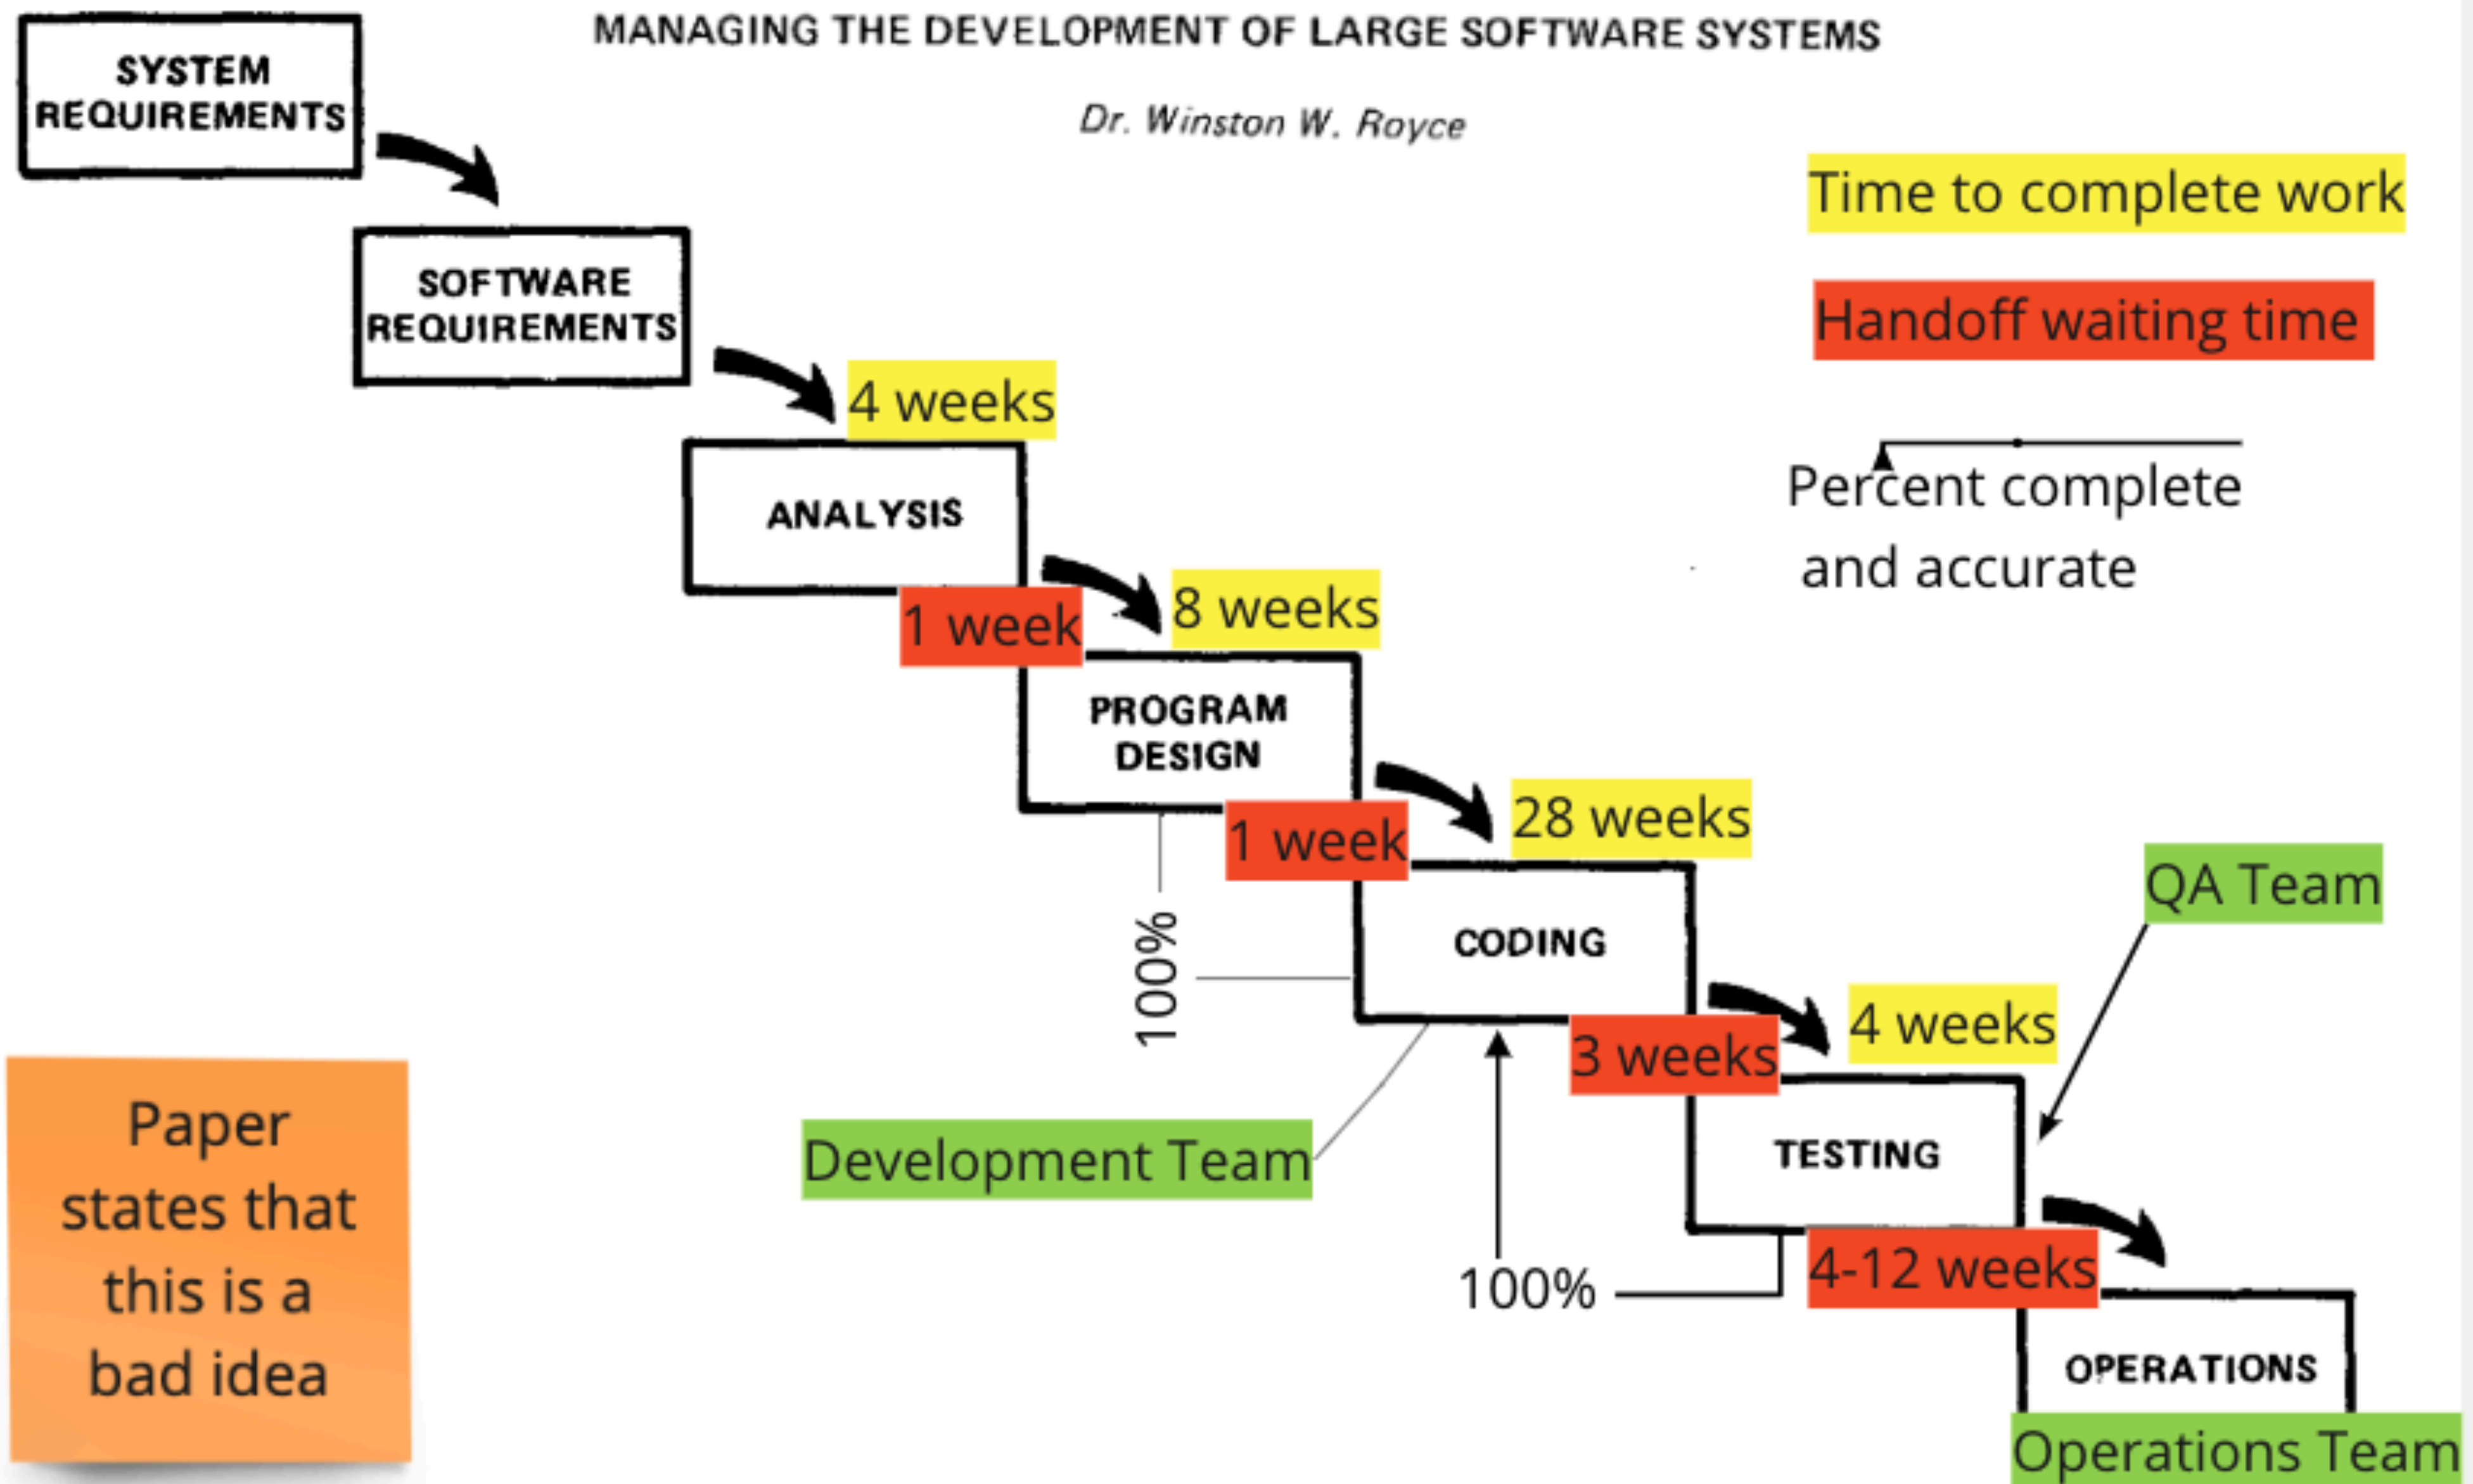 MANAGING THE DEVELOPMENT OF LARGE SOFTWARE SYSTEMS
Dr. Winston W. Royce
SYSTEM
REQUIREMENTS
SOFTWARE
REQUIREMENTS
Time to complete work
Handoff waiting time
Percent complete
and accurate
4 weeks
ANALYSIS
1 week
8 weeks
PROGRAM
DESIGN
1 week
28 weeks
100%
CODING
QA Team
3 weeks
4 weeks
Development Team
TESTING
100%
4-12 weeks
OPERATIONS
Operations Team
Paper
states that
this is a
bad idea